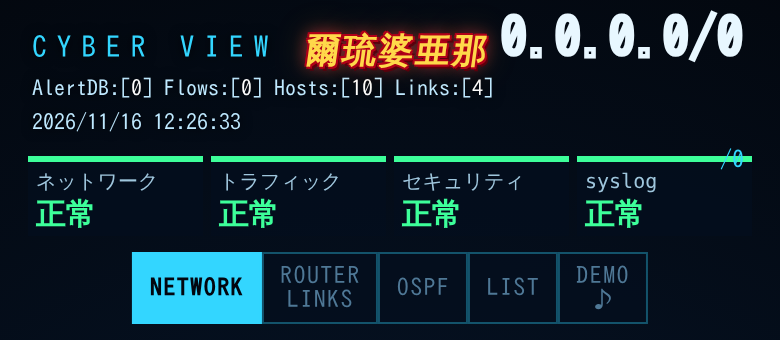 CYBER VIEW 爾琉婆亜那 0.0.0.0/0
AlertDB:[0] Flows:[0] Hosts:[10] Links:[4]
2026/11/16 12:26:33
/0
ネットワーク トラフィック セキュリティ syslog
正常 正常 正常 正常
NETWORK ROUTER LINKS OSPF LIST DEMO ♪